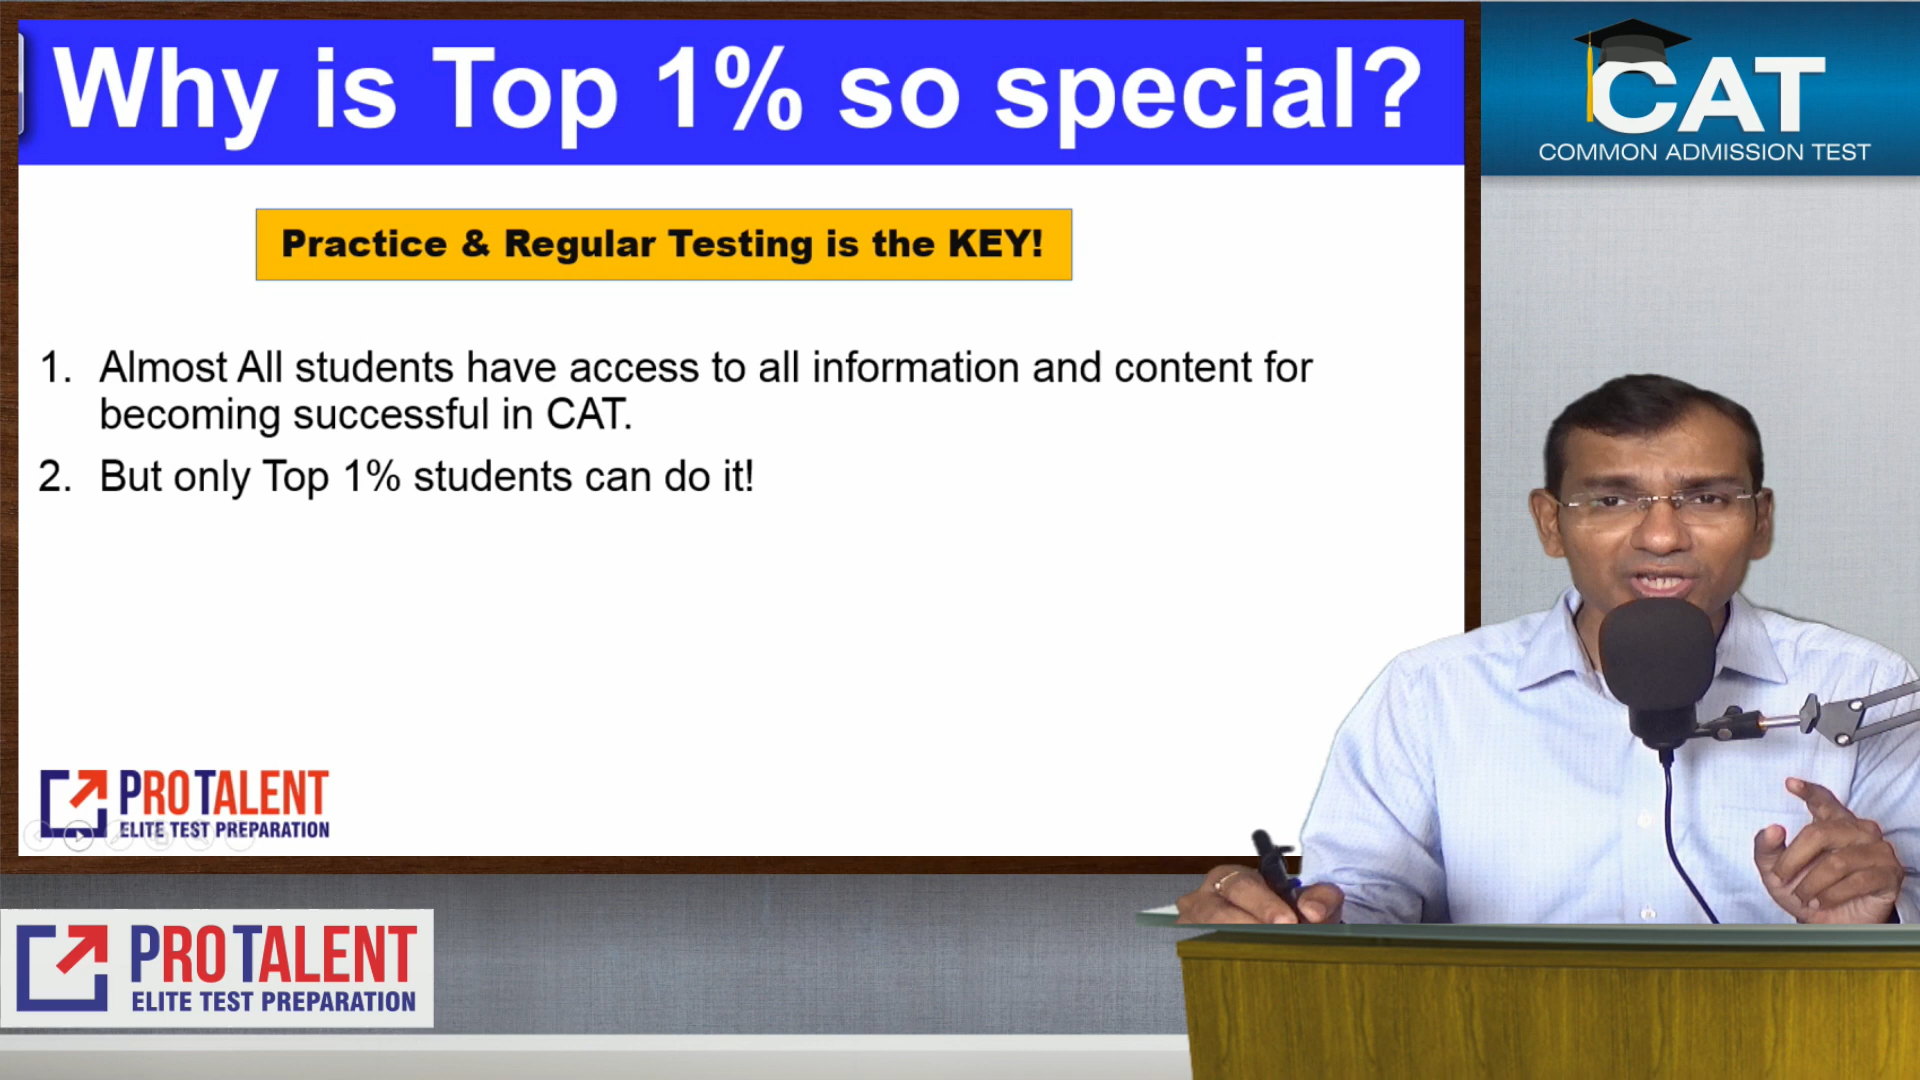 Why is Top 1% so special?
CAT
COMMON ADMISSION TEST
Practice & Regular Testing is the KEY!
1. Almost All students have access to all information and content for
becoming successful in CAT.
2. But only Top 1% students can do it!
PROTALENT
ELITE TEST PREPARATION
PROTALENT
ELITE TEST PREPARATION